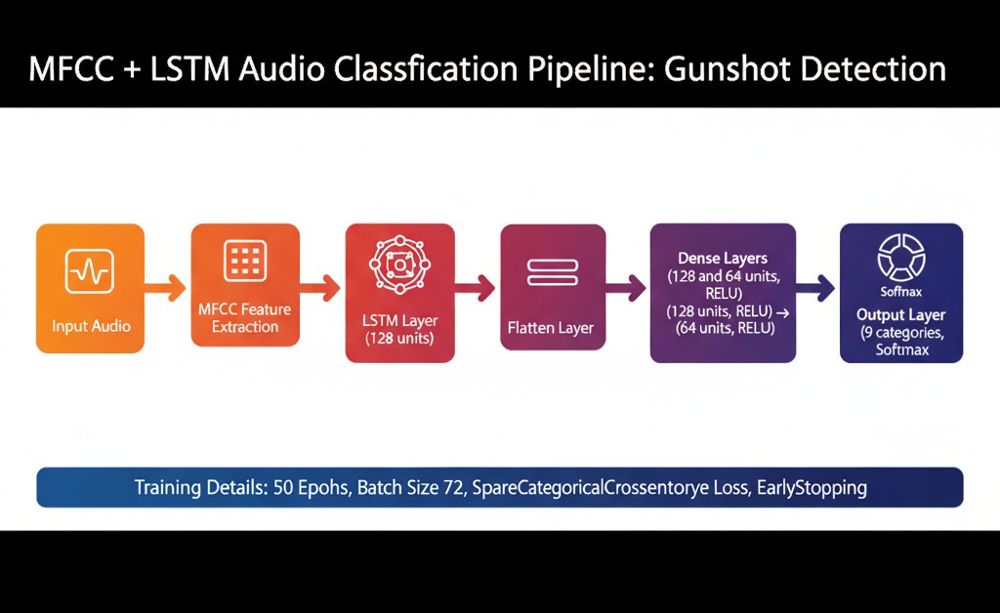 MFCC + LSTM Audio Classfication Pipeline: Gunshot Detection
Input Audio
MFCC Feature
Extraction
LSTM Layer
(128 units)
Flatten Layer
Dense Layers
(128 and 64 units,
RELU)
(128 units, RELU) →
(64 units, RELU)
Soffnax
Output Layer
(9 categories,
Softmax
Training Details: 50 Epohs, Batch Size 72, SpareCategoricalCrossentorye Loss, EarlyStopping